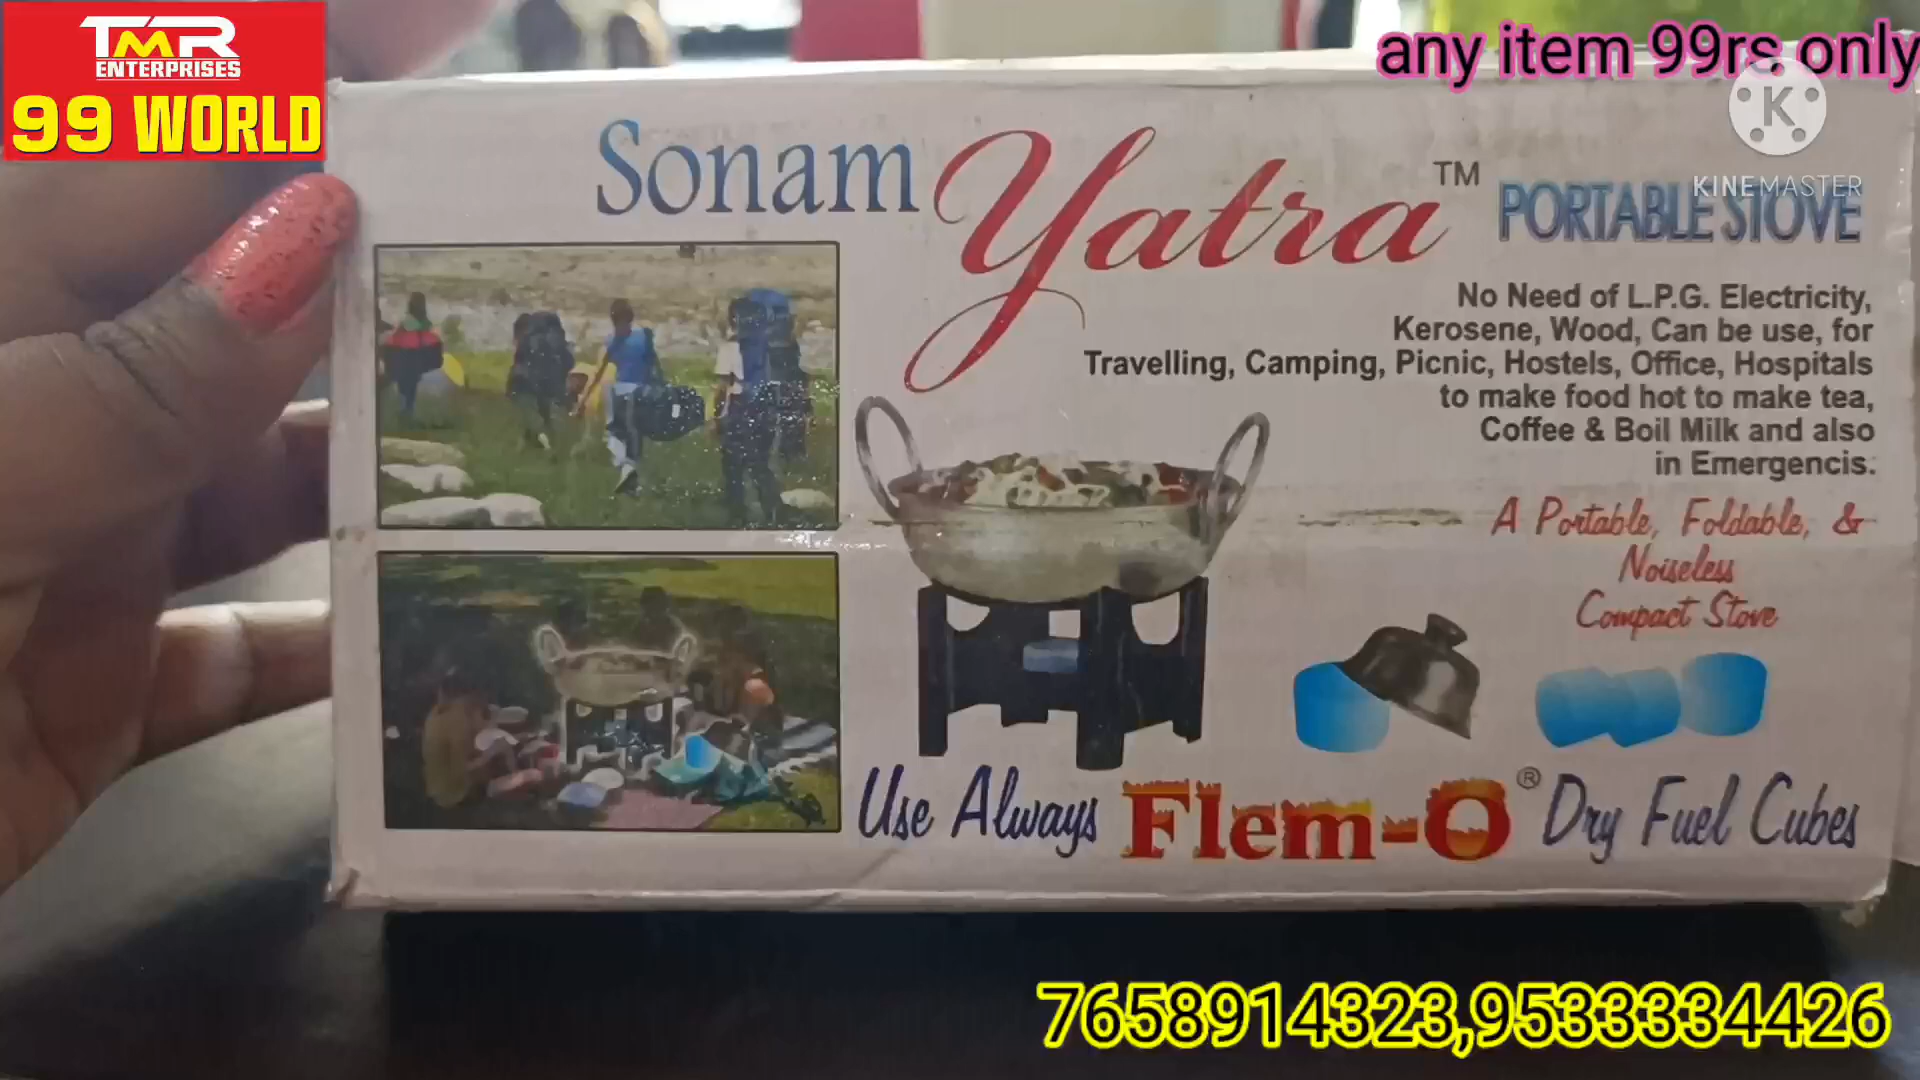 TMR
ENTERPRISES
99 WORLD
any item 99rs only
KINEMASTER
Sonam Yatra™ PORTABLE STOVE
No Need of L.P.G. Electricity,
Kerosene, Wood, Can be use, for
Travelling, Camping, Picnic, Hostels, Office, Hospitals
to make food hot to make tea,
Coffee & Boil Milk and also
in Emergencis.
A Portable, Foldable, &
Noiseless
Compact Stove
Use Always Flem-O® Dry Fuel Cubes
7658914323,9533334426